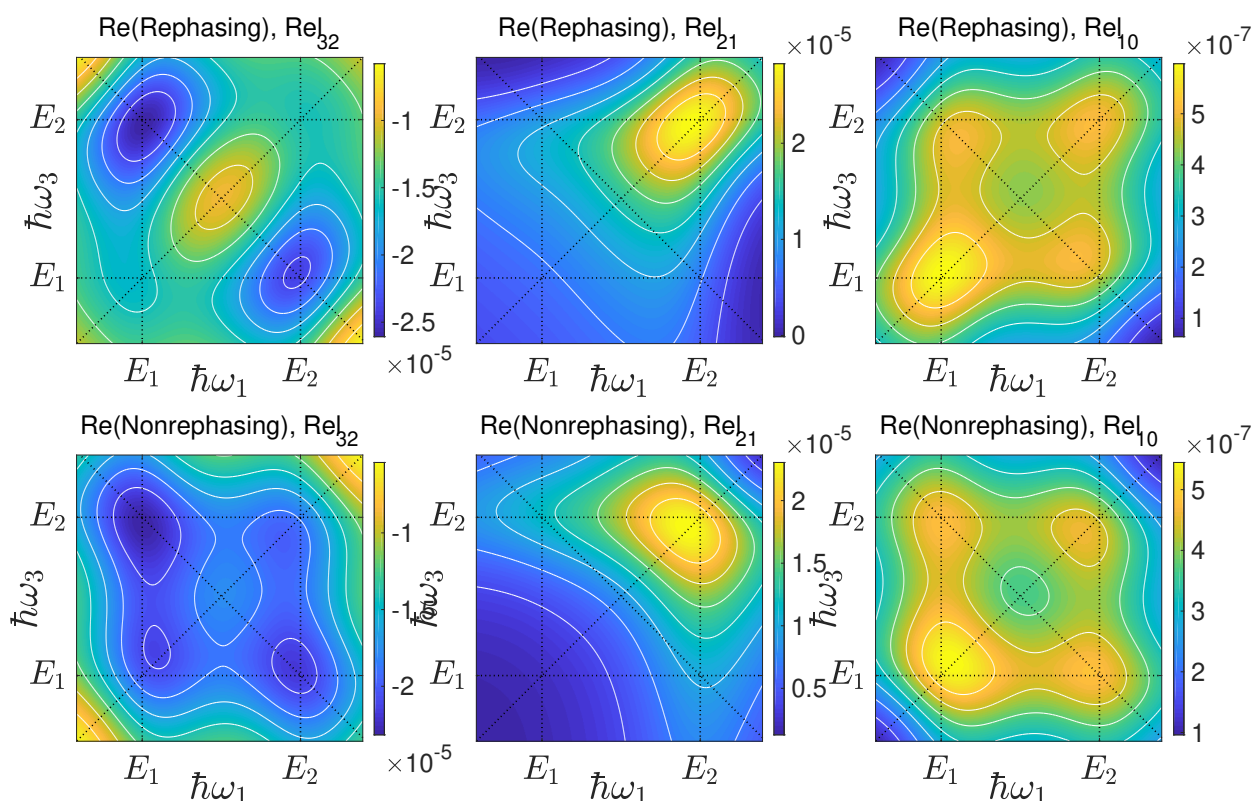 Re(Rephasing), Rel32
Re(Rephasing), Rel21
Re(Rephasing), Rel10
×10-5
×10-7
E2
ħω3
E1
E1
ħω1
E2
-1
-1.5
-2
-2.5
×10-5
E2
ħω3
E1
E1
ħω1
E2
2
1
0
E2
ħω3
E1
E1
ħω1
E2
5
4
3
2
1
Re(Nonrephasing), Rel32
Re(Nonrephasing), Rel21
Re(Nonrephasing), Rel10
×10-5
×10-7
E2
ħω3
E1
E1
ħω1
E2
-1
-1.5
-2
×10-5
E2
ħω3
E1
E1
ħω1
E2
2
1.5
1
0.5
E2
ħω3
E1
E1
ħω1
E2
5
4
3
2
1